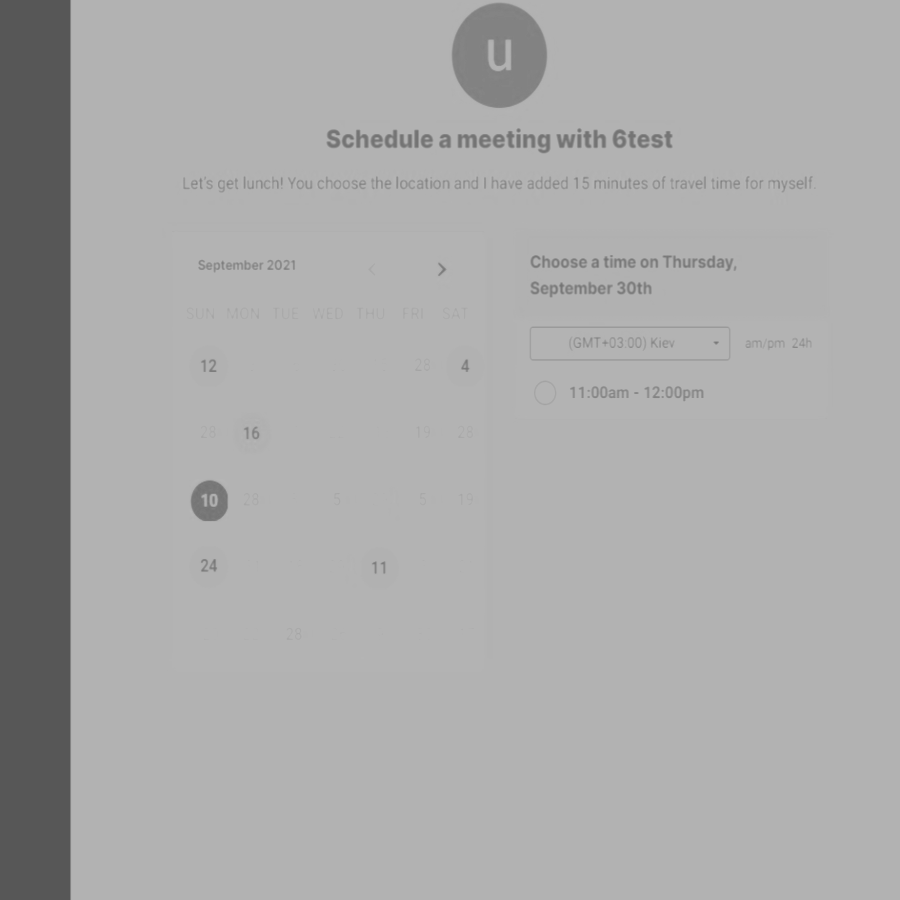 u
Schedule a meeting with 6test
Let's get lunch! You choose the location and I have added 15 minutes of travel time for myself.
September 2021
SUN MON TUE WED THU FRI SAT
12 28 4
28 16 19 28
10 28 5 5 19
24 11
28
Choose a time on Thursday,
September 30th
(GMT+03:00) Kiev am/pm 24h
11:00am - 12:00pm